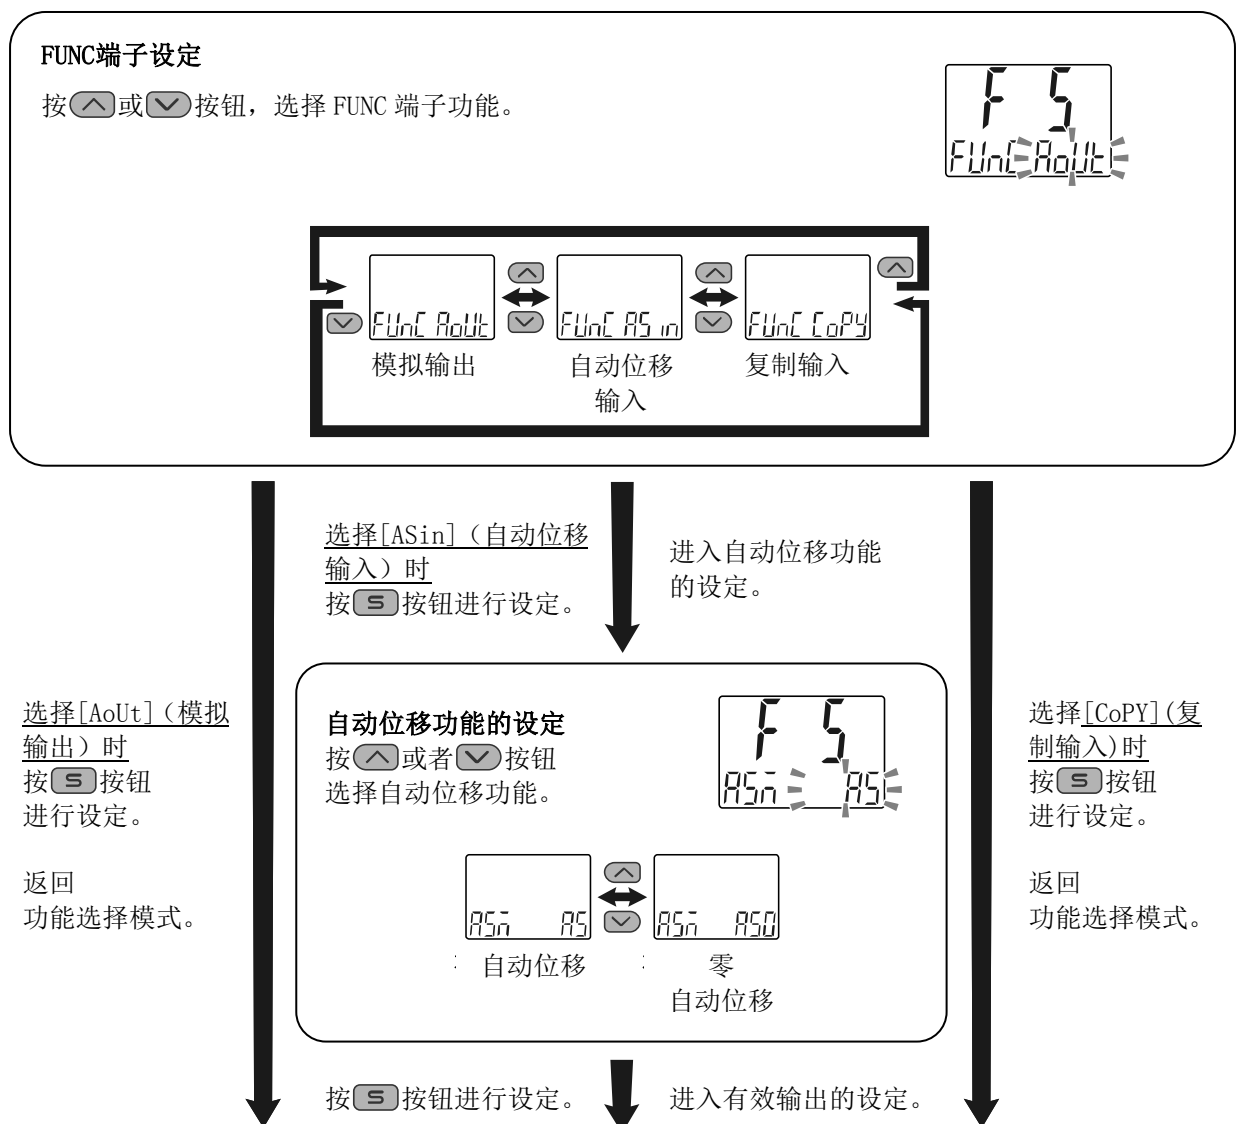 FUNC端子设定
按或按钮，选择 FUNC 端子功能。
F 5
FUnC AoUt
FUnC AoUt
FUnC AS in
FUnC CoPY
模拟输出
自动位移
输入
复制输入
选择[ASin]（自动位移
输入）时
按 S 按钮进行设定。
进入自动位移功能
的设定。
选择[AoUt]（模拟
输出）时
按 S 按钮
进行设定。
返回
功能选择模式。
自动位移功能的设定
按或者按钮
选择自动位移功能。
F 5
ASm AS
ASm AS
ASm AS0
自动位移
零
自动位移
选择[CoPY](复
制输入)时
按 S 按钮
进行设定。
返回
功能选择模式。
按 S 按钮进行设定。
进入有效输出的设定。